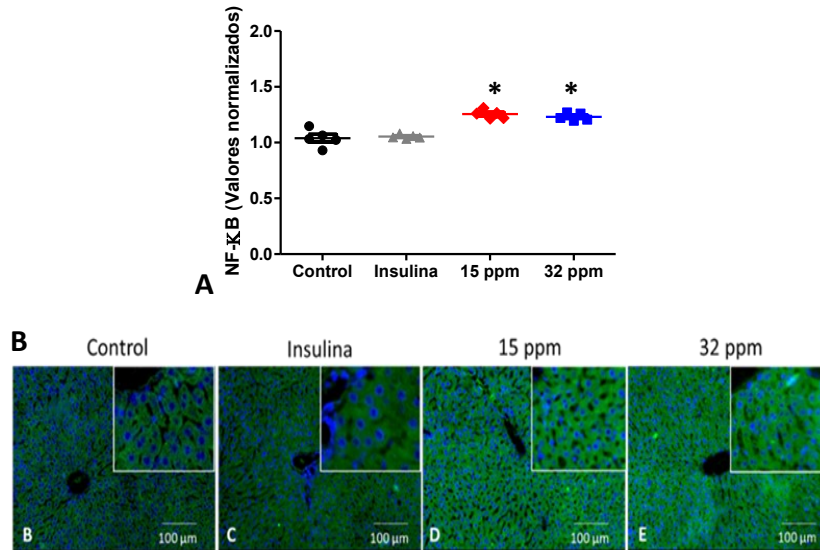 NF-κB (Valores normalizados)
2.0
1.5
1.0
0.5
0.0
* *
Control Insulina 15 ppm 32 ppm
A
B
Control Insulina 15 ppm 32 ppm
B 100 µm C 100 µm D 100 µm E 100 µm